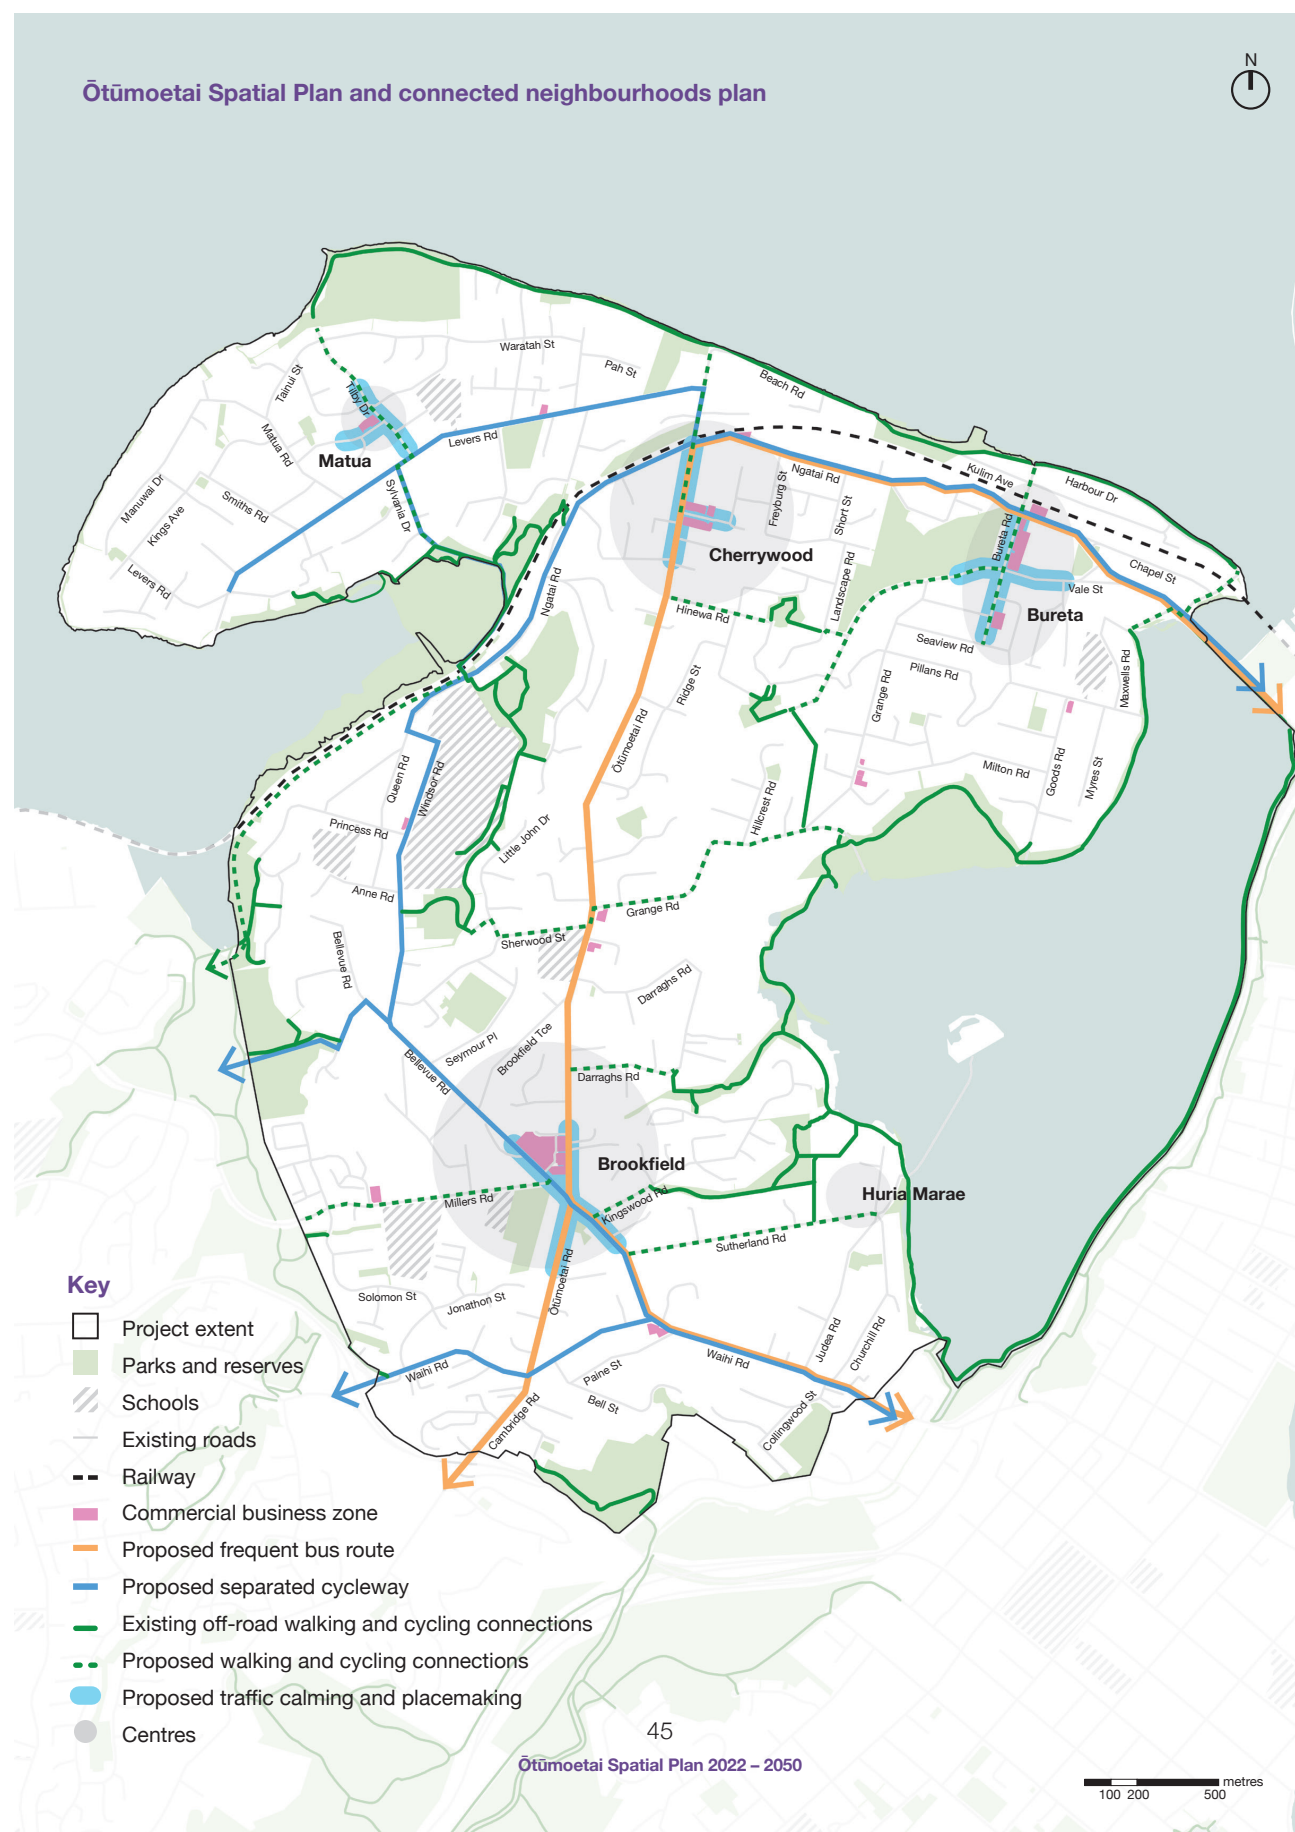 Ōtūmoetai Spatial Plan and connected neighbourhoods plan
N
Waratah St
Pah St
Beach Rd
Tainui St
Tilby Dr
Matua Rd
Levers Rd
Matua
Manuwai Dr
Kings Ave
Smiths Rd
Sylvania Dr
Levers Rd
Ngatai Rd
Ngatai Rd
Freyburg St
Short St
Cherrywood
Landscape Rd
Hinewa Rd
Kulim Ave
Harbour Dr
Bureta Rd
Chapel St
Vale St
Bureta
Seaview Rd
Pillans Rd
Maxwells Rd
Grange Rd
Ridge St
Ōtūmoetai Rd
Milton Rd
Goods Rd
Myres St
Hillcrest Rd
Queen Rd
Windsor Rd
Princess Rd
Little John Dr
Anne Rd
Grange Rd
Sherwood St
Bellevue Rd
Darraghs Rd
Seymour Pl
Brookfield Tce
Bellevue Rd
Darraghs Rd
Brookfield
Huria Marae
Millers Rd
Kingswood Rd
Sutherland Rd
Ōtūmoetai Rd
Solomon St
Jonathon St
Waihi Rd
Paine St
Bell St
Waihi Rd
Judea Rd
Churchill Rd
Collingwood St
Cambridge Rd
Key
Project extent
Parks and reserves
Schools
Existing roads
Railway
Commercial business zone
Proposed frequent bus route
Proposed separated cycleway
Existing off-road walking and cycling connections
Proposed walking and cycling connections
Proposed traffic calming and placemaking
Centres
45
Ōtūmoetai Spatial Plan 2022 – 2050
metres
100 200 500